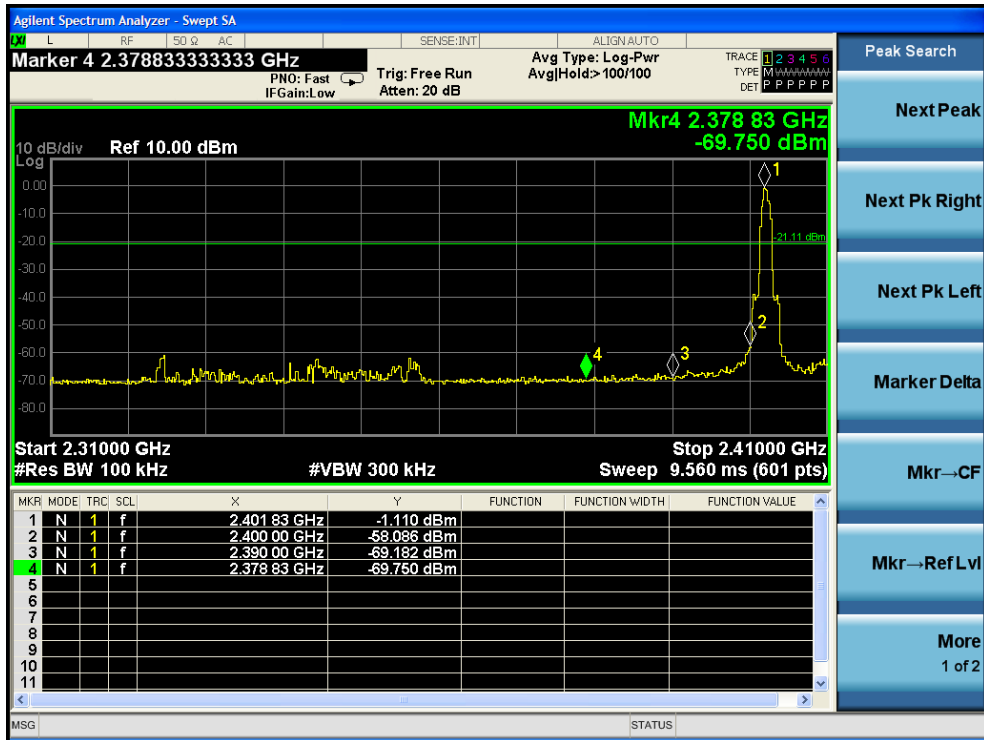 Agilent Spectrum Analyzer - Swept SA
LXI L RF 50 Ω AC SENSE:INT ALIGN AUTO
Marker 4 2.378833333333 GHz
PNO: Fast
IFGain:Low
Trig: Free Run
Atten: 20 dB
Avg Type: Log-Pwr
Avg|Hold:> 100/100
TRACE 1 2 3 4 5 6
TYPE M WWWWW
DET P P P P P P
Mkr4 2.378 83 GHz
-69.750 dBm
10 dB/div Ref 10.00 dBm
Log
1
0.00
-10.0
-20.0
-21.11 dBm
-30.0
-40.0
-50.0
2
-60.0
4
3
-70.0
-80.0
Start 2.31000 GHz Stop 2.41000 GHz
#Res BW 100 kHz #VBW 300 kHz Sweep 9.560 ms (601 pts)
MKR MODE TRC SCL X Y FUNCTION FUNCTION WIDTH FUNCTION VALUE
1 N 1 f 2.401 83 GHz -1.110 dBm
2 N 1 f 2.400 00 GHz -58.086 dBm
3 N 1 f 2.390 00 GHz -69.182 dBm
4 N 1 f 2.378 83 GHz -69.750 dBm
5
6
7
8
9
10
11
MSG STATUS
Peak Search
Next Peak
Next Pk Right
Next Pk Left
Marker Delta
Mkr→CF
Mkr→Ref Lvl
More
1 of 2